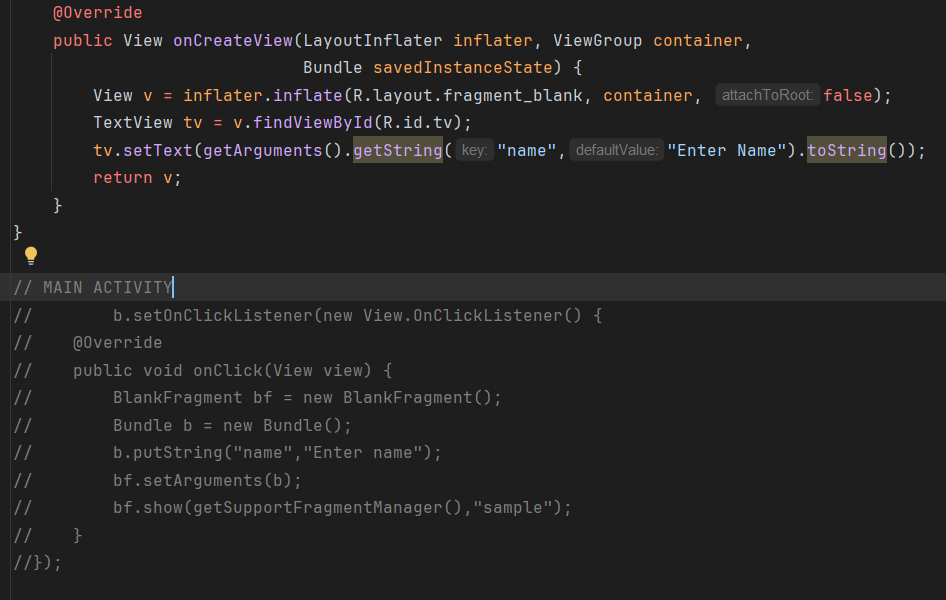 @Override
public View onCreateView(LayoutInflater inflater, ViewGroup container,
Bundle savedInstanceState) {
View v = inflater.inflate(R.layout.fragment_blank, container, attachToRoot: false);
TextView tv = v.findViewById(R.id.tv);
tv.setText(getArguments().getString( key: "name", defaultValue: "Enter Name").toString());
return v;
}
}
// MAIN ACTIVITY
// b.setOnClickListener(new View.OnClickListener() {
// @Override
// public void onClick(View view) {
// BlankFragment bf = new BlankFragment();
// Bundle b = new Bundle();
// b.putString("name","Enter name");
// bf.setArguments(b);
// bf.show(getSupportFragmentManager(),"sample");
// }
//});